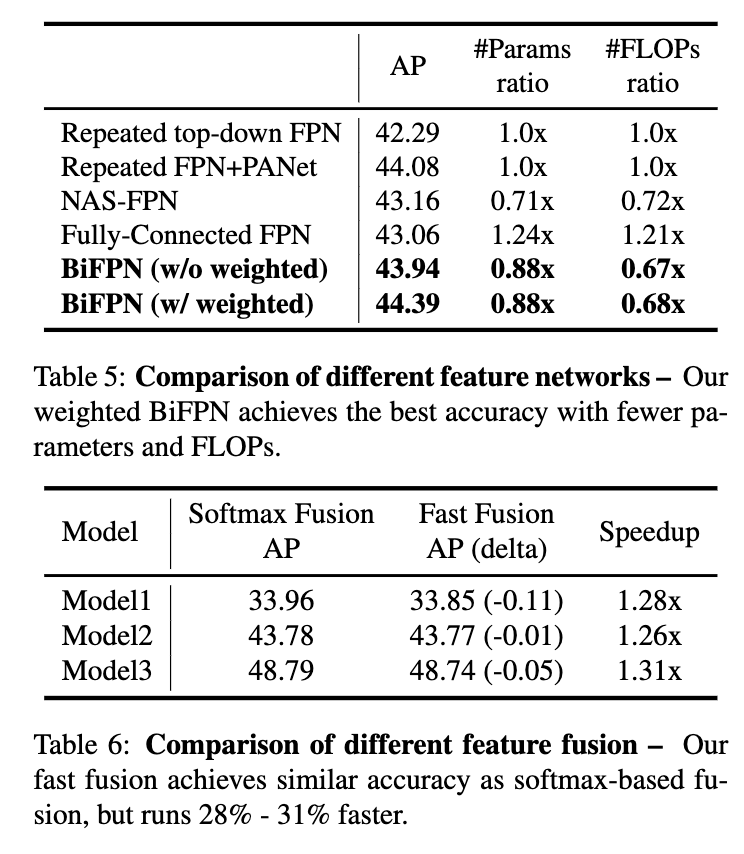 AP #Params ratio #FLOPs ratio
Repeated top-down FPN 42.29 1.0x 1.0x
Repeated FPN+PANet 44.08 1.0x 1.0x
NAS-FPN 43.16 0.71x 0.72x
Fully-Connected FPN 43.06 1.24x 1.21x
BiFPN (w/o weighted) 43.94 0.88x 0.67x
BiFPN (w/ weighted) 44.39 0.88x 0.68x
Table 5: Comparison of different feature networks – Our
weighted BiFPN achieves the best accuracy with fewer pa-
rameters and FLOPs.
Model Softmax Fusion AP Fast Fusion AP (delta) Speedup
Model1 33.96 33.85 (-0.11) 1.28x
Model2 43.78 43.77 (-0.01) 1.26x
Model3 48.79 48.74 (-0.05) 1.31x
Table 6: Comparison of different feature fusion – Our
fast fusion achieves similar accuracy as softmax-based fu-
sion, but runs 28% - 31% faster.